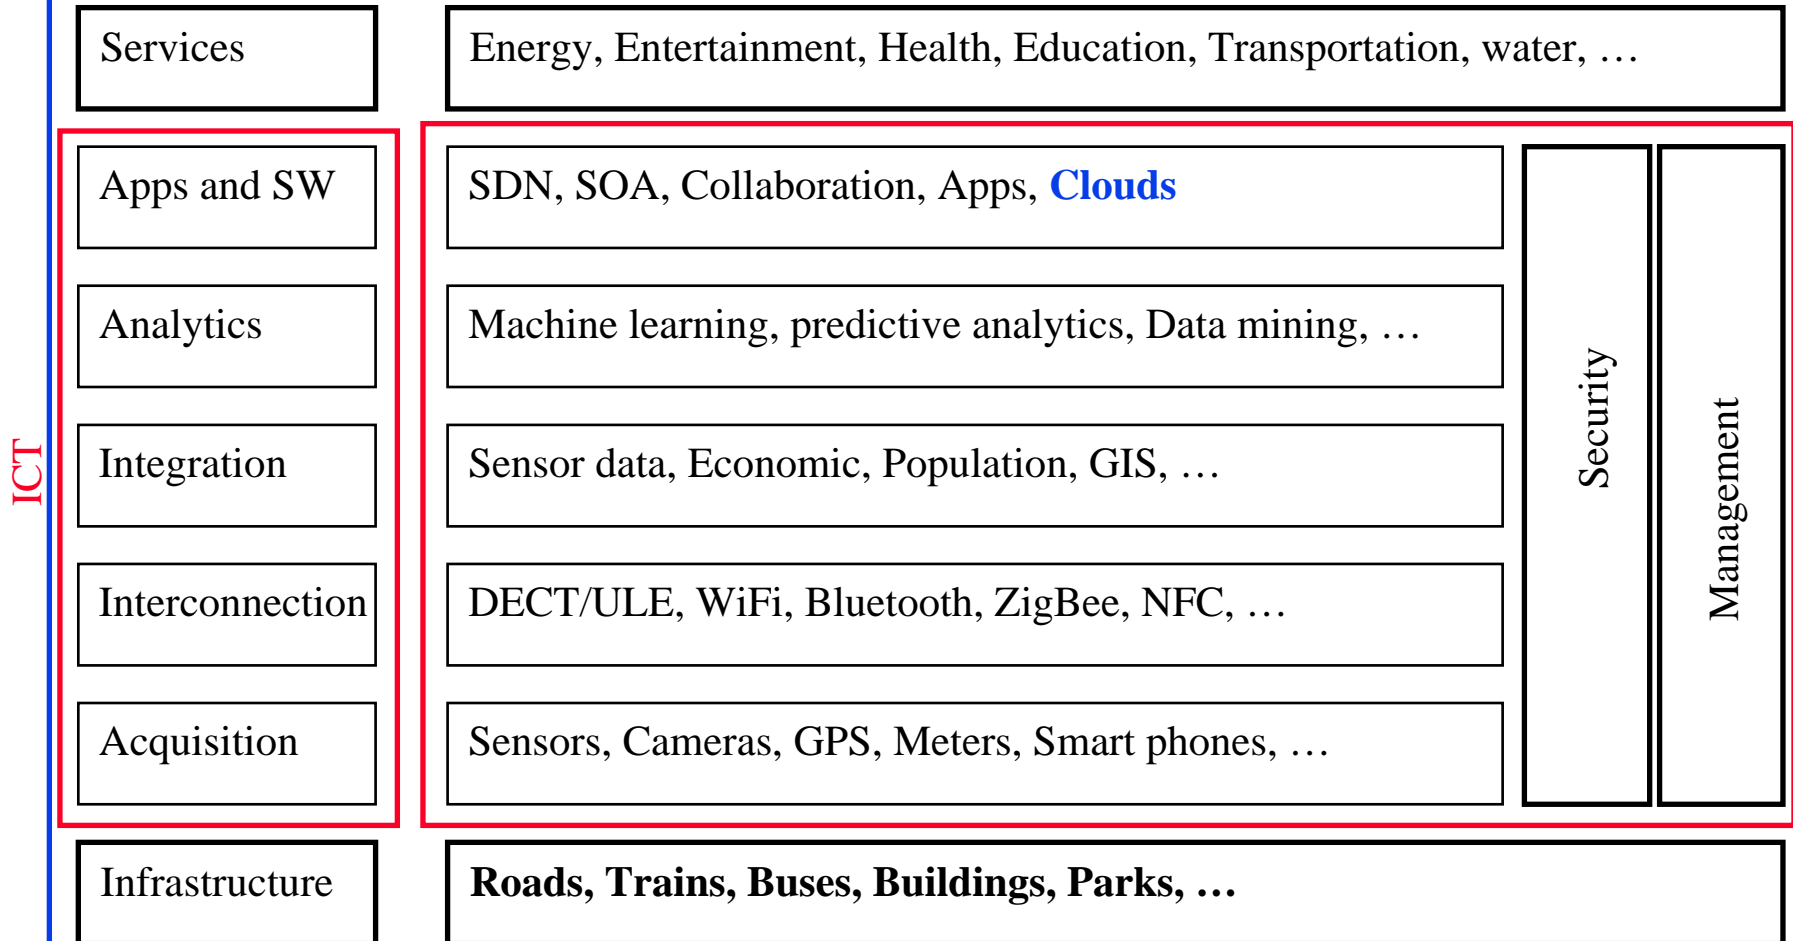 Services
Energy, Entertainment, Health, Education, Transportation, water, …
Apps and SW
SDN, SOA, Collaboration, Apps, Clouds
Analytics
Machine learning, predictive analytics, Data mining, …
Integration
Sensor data, Economic, Population, GIS, …
Interconnection
DECT/ULE, WiFi, Bluetooth, ZigBee, NFC, …
Acquisition
Sensors, Cameras, GPS, Meters, Smart phones, …
Security
Management
ICT
Infrastructure
Roads, Trains, Buses, Buildings, Parks, …